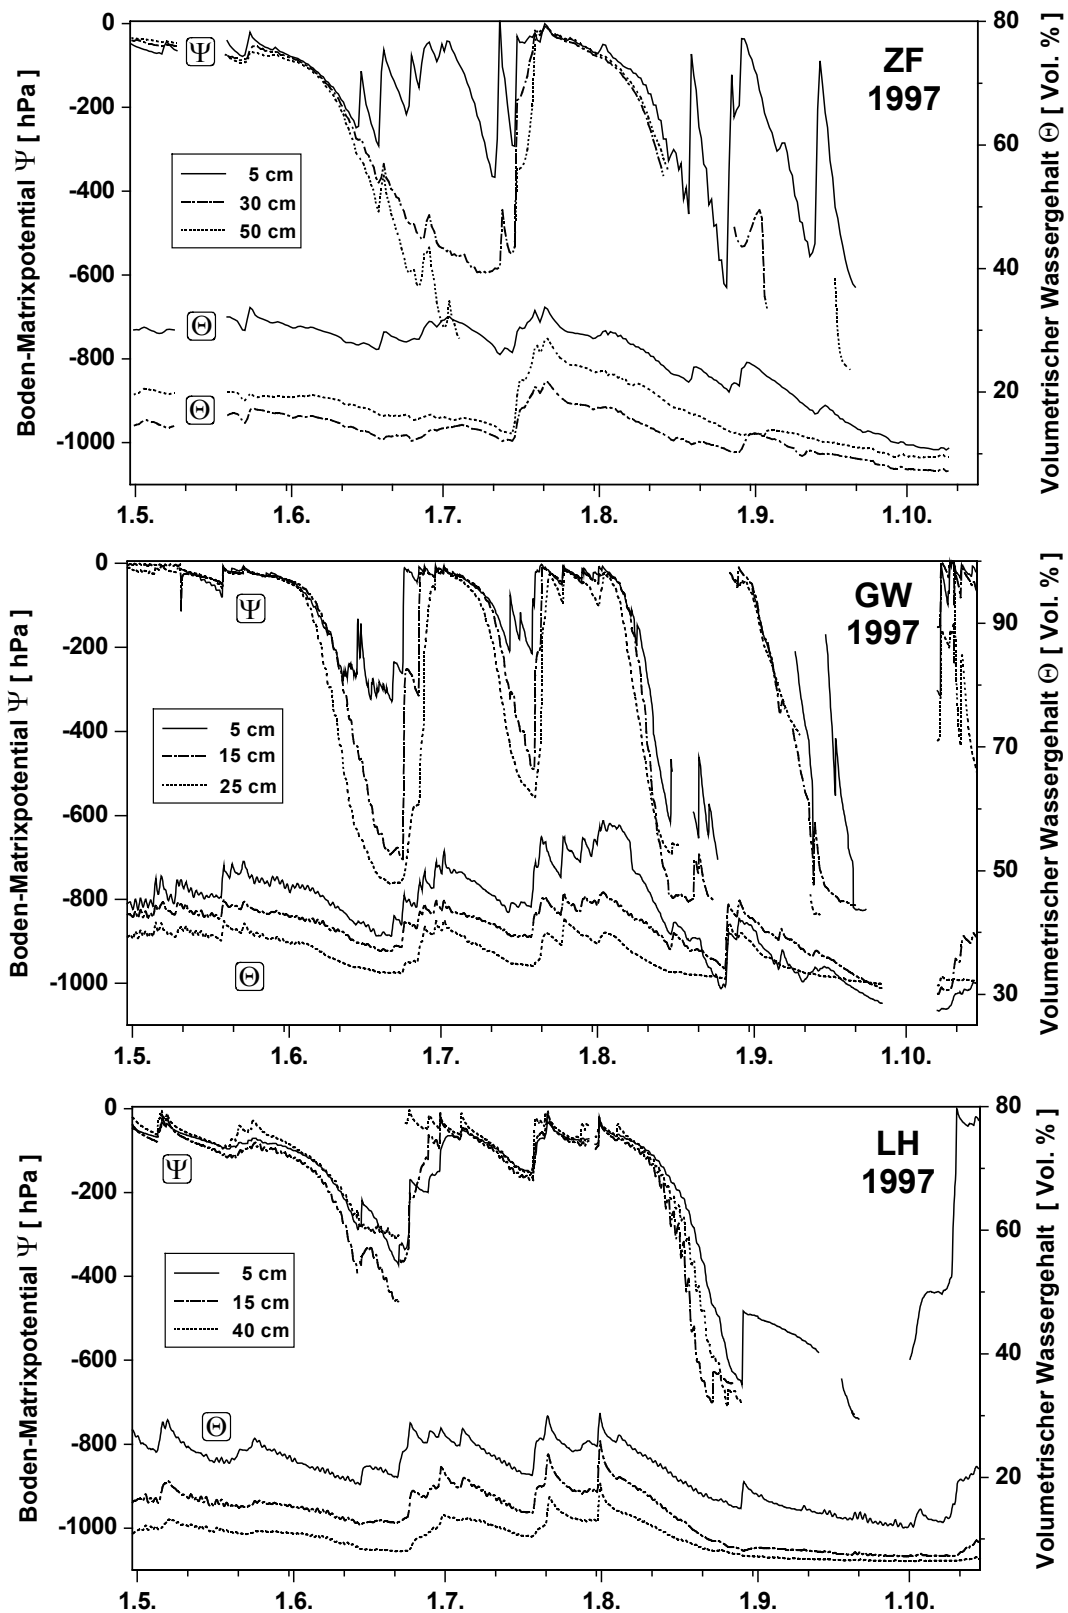 Boden-Matrixpotential Ψ [ hPa]
0
-200
-400
-600
-800
-1000
Ψ
5 cm
30 cm
50 cm
Θ
Θ
ZF
1997
80
60
40
20
Volumetrischer Wassergehalt Θ [ Vol. % ]
1.5.
1.6.
1.7.
1.8.
1.9.
1.10.
Boden-Matrixpotential Ψ [ hPa]
0
-200
-400
-600
-800
-1000
Ψ
5 cm
15 cm
25 cm
Θ
GW
1997
90
70
50
30
Volumetrischer Wassergehalt Θ [ Vol. % ]
1.5.
1.6.
1.7.
1.8.
1.9.
1.10.
Boden-Matrixpotential Ψ [ hPa]
0
-200
-400
-600
-800
-1000
Ψ
5 cm
15 cm
40 cm
Θ
LH
1997
80
60
40
20
Volumetrischer Wassergehalt [ Vol. % ]
1.5.
1.6.
1.7.
1.8.
1.9.
1.10.